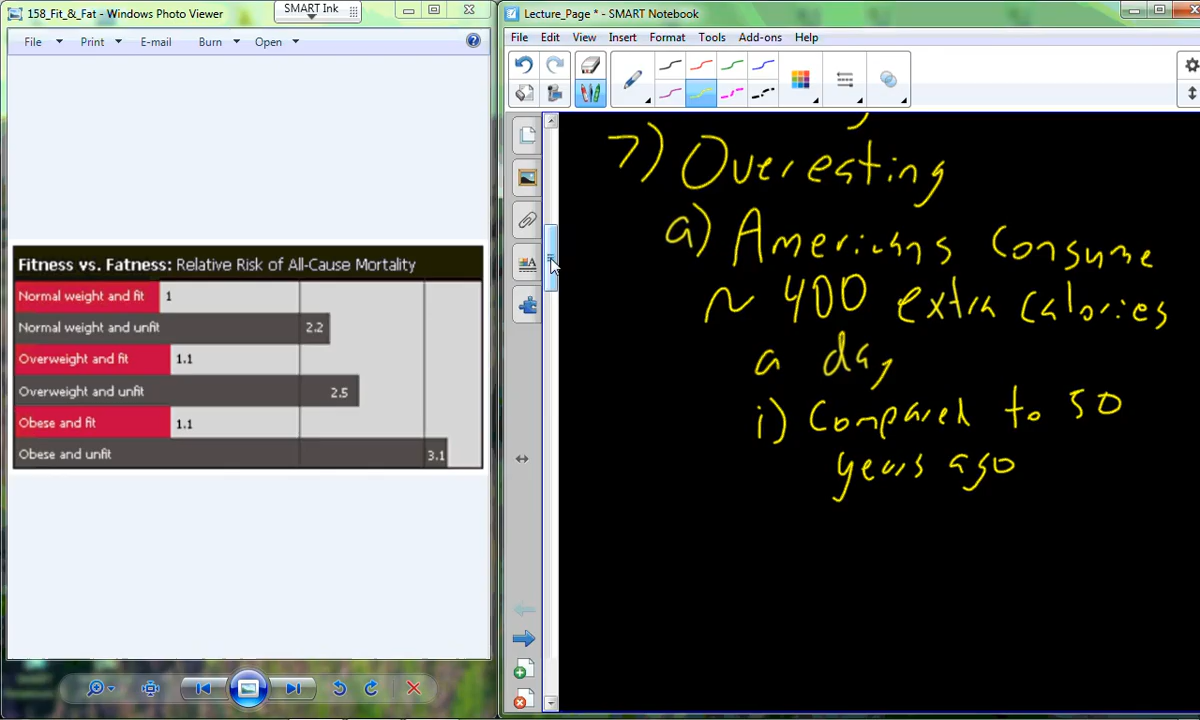 158_Fit_&_Fat - Windows Photo Viewer
SMART Ink
File Print E-mail Burn Open
Fitness vs. Fatness: Relative Risk of All-Cause Mortality
Normal weight and fit 1
Normal weight and unfit 2.2
Overweight and fit 1.1
Overweight and unfit 2.5
Obese and fit 1.1
Obese and unfit 3.1
Lecture_Page * - SMART Notebook
File Edit View Insert Format Tools Add-ons Help
7) Overeating
a) Americans consume
~ 400 extra calories
a day
i) Compared to 50
years ago